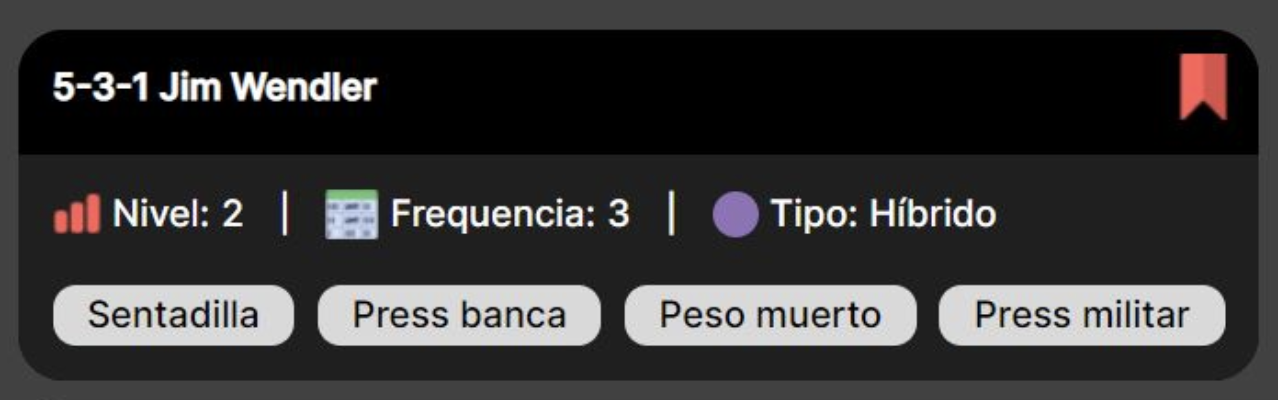 5-3-1 Jim Wendler
Nivel: 2 | Frequencia: 3 | Tipo: Híbrido
Sentadilla Press banca Peso muerto Press militar